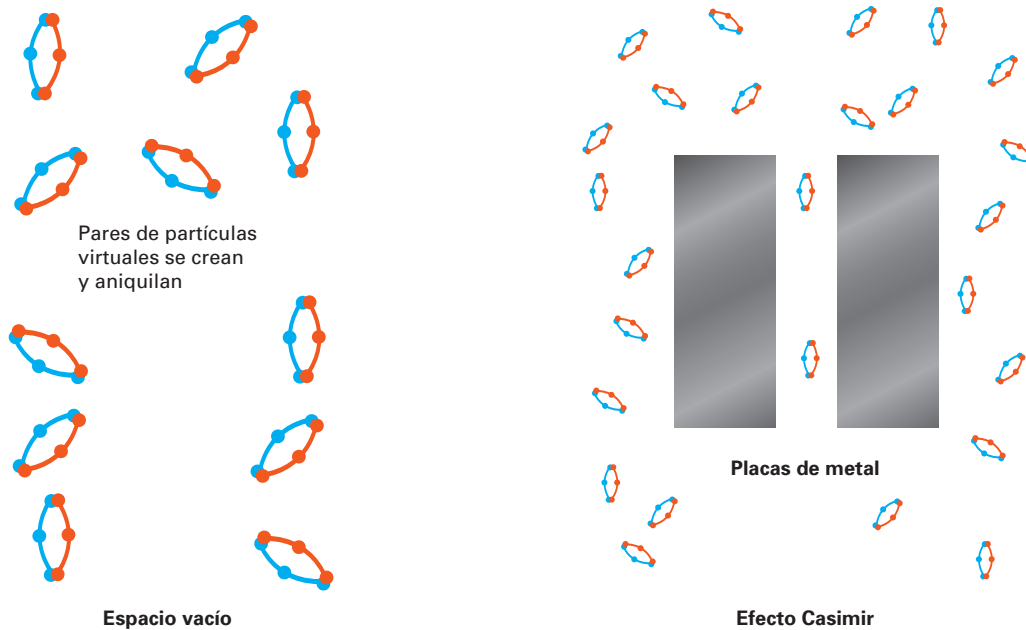 Pares de partículas
virtuales se crean
y aniquilan
Espacio vacío
Placas de metal
Efecto Casimir